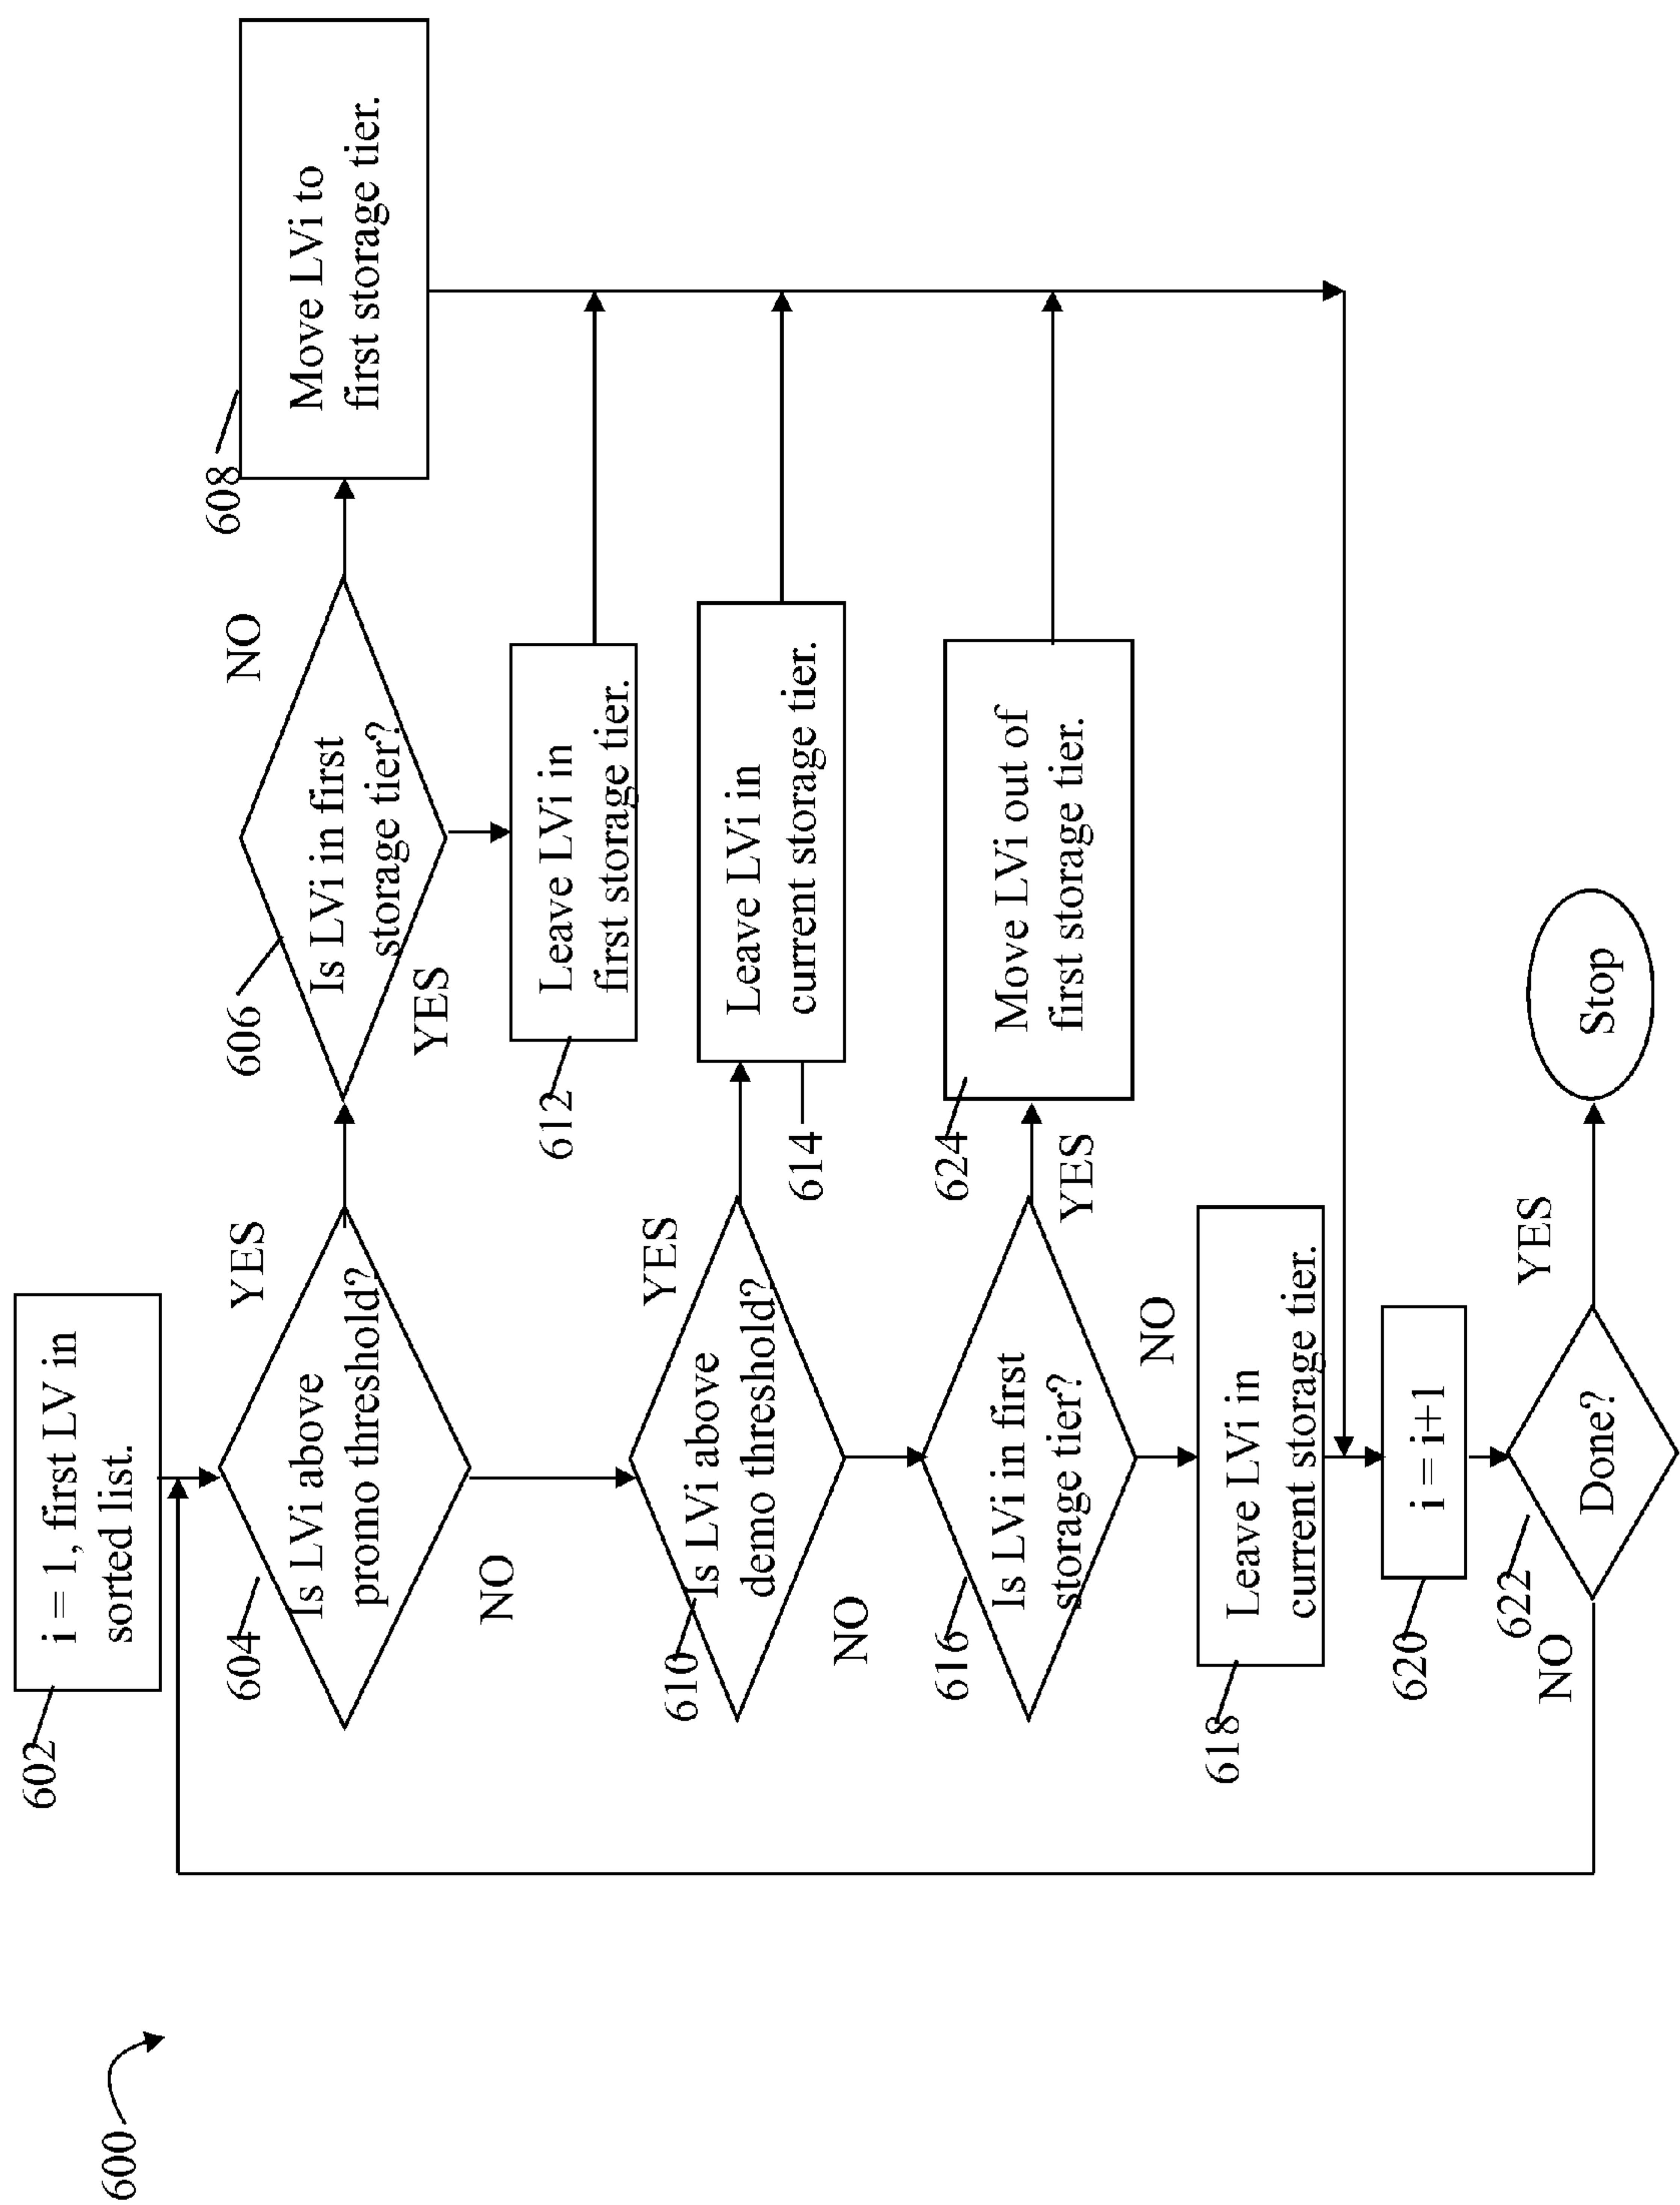 600
602
i = 1, first LV in
sorted list.
604
Is LVi above
promo threshold?
YES
NO
606
Is LVi in first
storage tier?
NO
YES
608
Move LVi to
first storage tier.
612
Leave LVi in
first storage tier.
610
Is LVi above
demo threshold?
YES
NO
614
Leave LVi in
current storage tier.
616
Is LVi in first
storage tier?
YES
NO
624
Move LVi out of
first storage tier.
618
Leave LVi in
current storage tier.
620
i = i+1
622
Done?
NO
YES
Stop